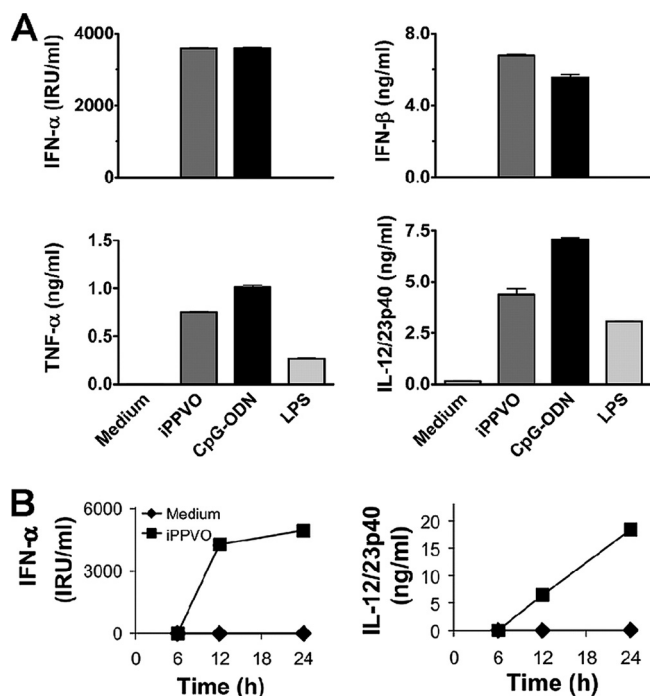 A
IFN-α (IRU/ml)
4000
2000
0
IFN-β (ng/ml)
8.0
6.0
4.0
2.0
0.0
TNF-α (ng/ml)
1.5
1.0
0.5
0.0
Medium
iPPVO
CpG-ODN
LPS
IL-12/23p40 (ng/ml)
7.5
5.0
2.5
0.0
Medium
iPPVO
CpG-ODN
LPS
B
IFN-α
(IRU/ml)
6000
3000
0
Medium
iPPVO
0 6 12 18 24
Time (h)
IL-12/23p40
(ng/ml)
20
15
10
5
0
0 6 12 18 24
Time (h)